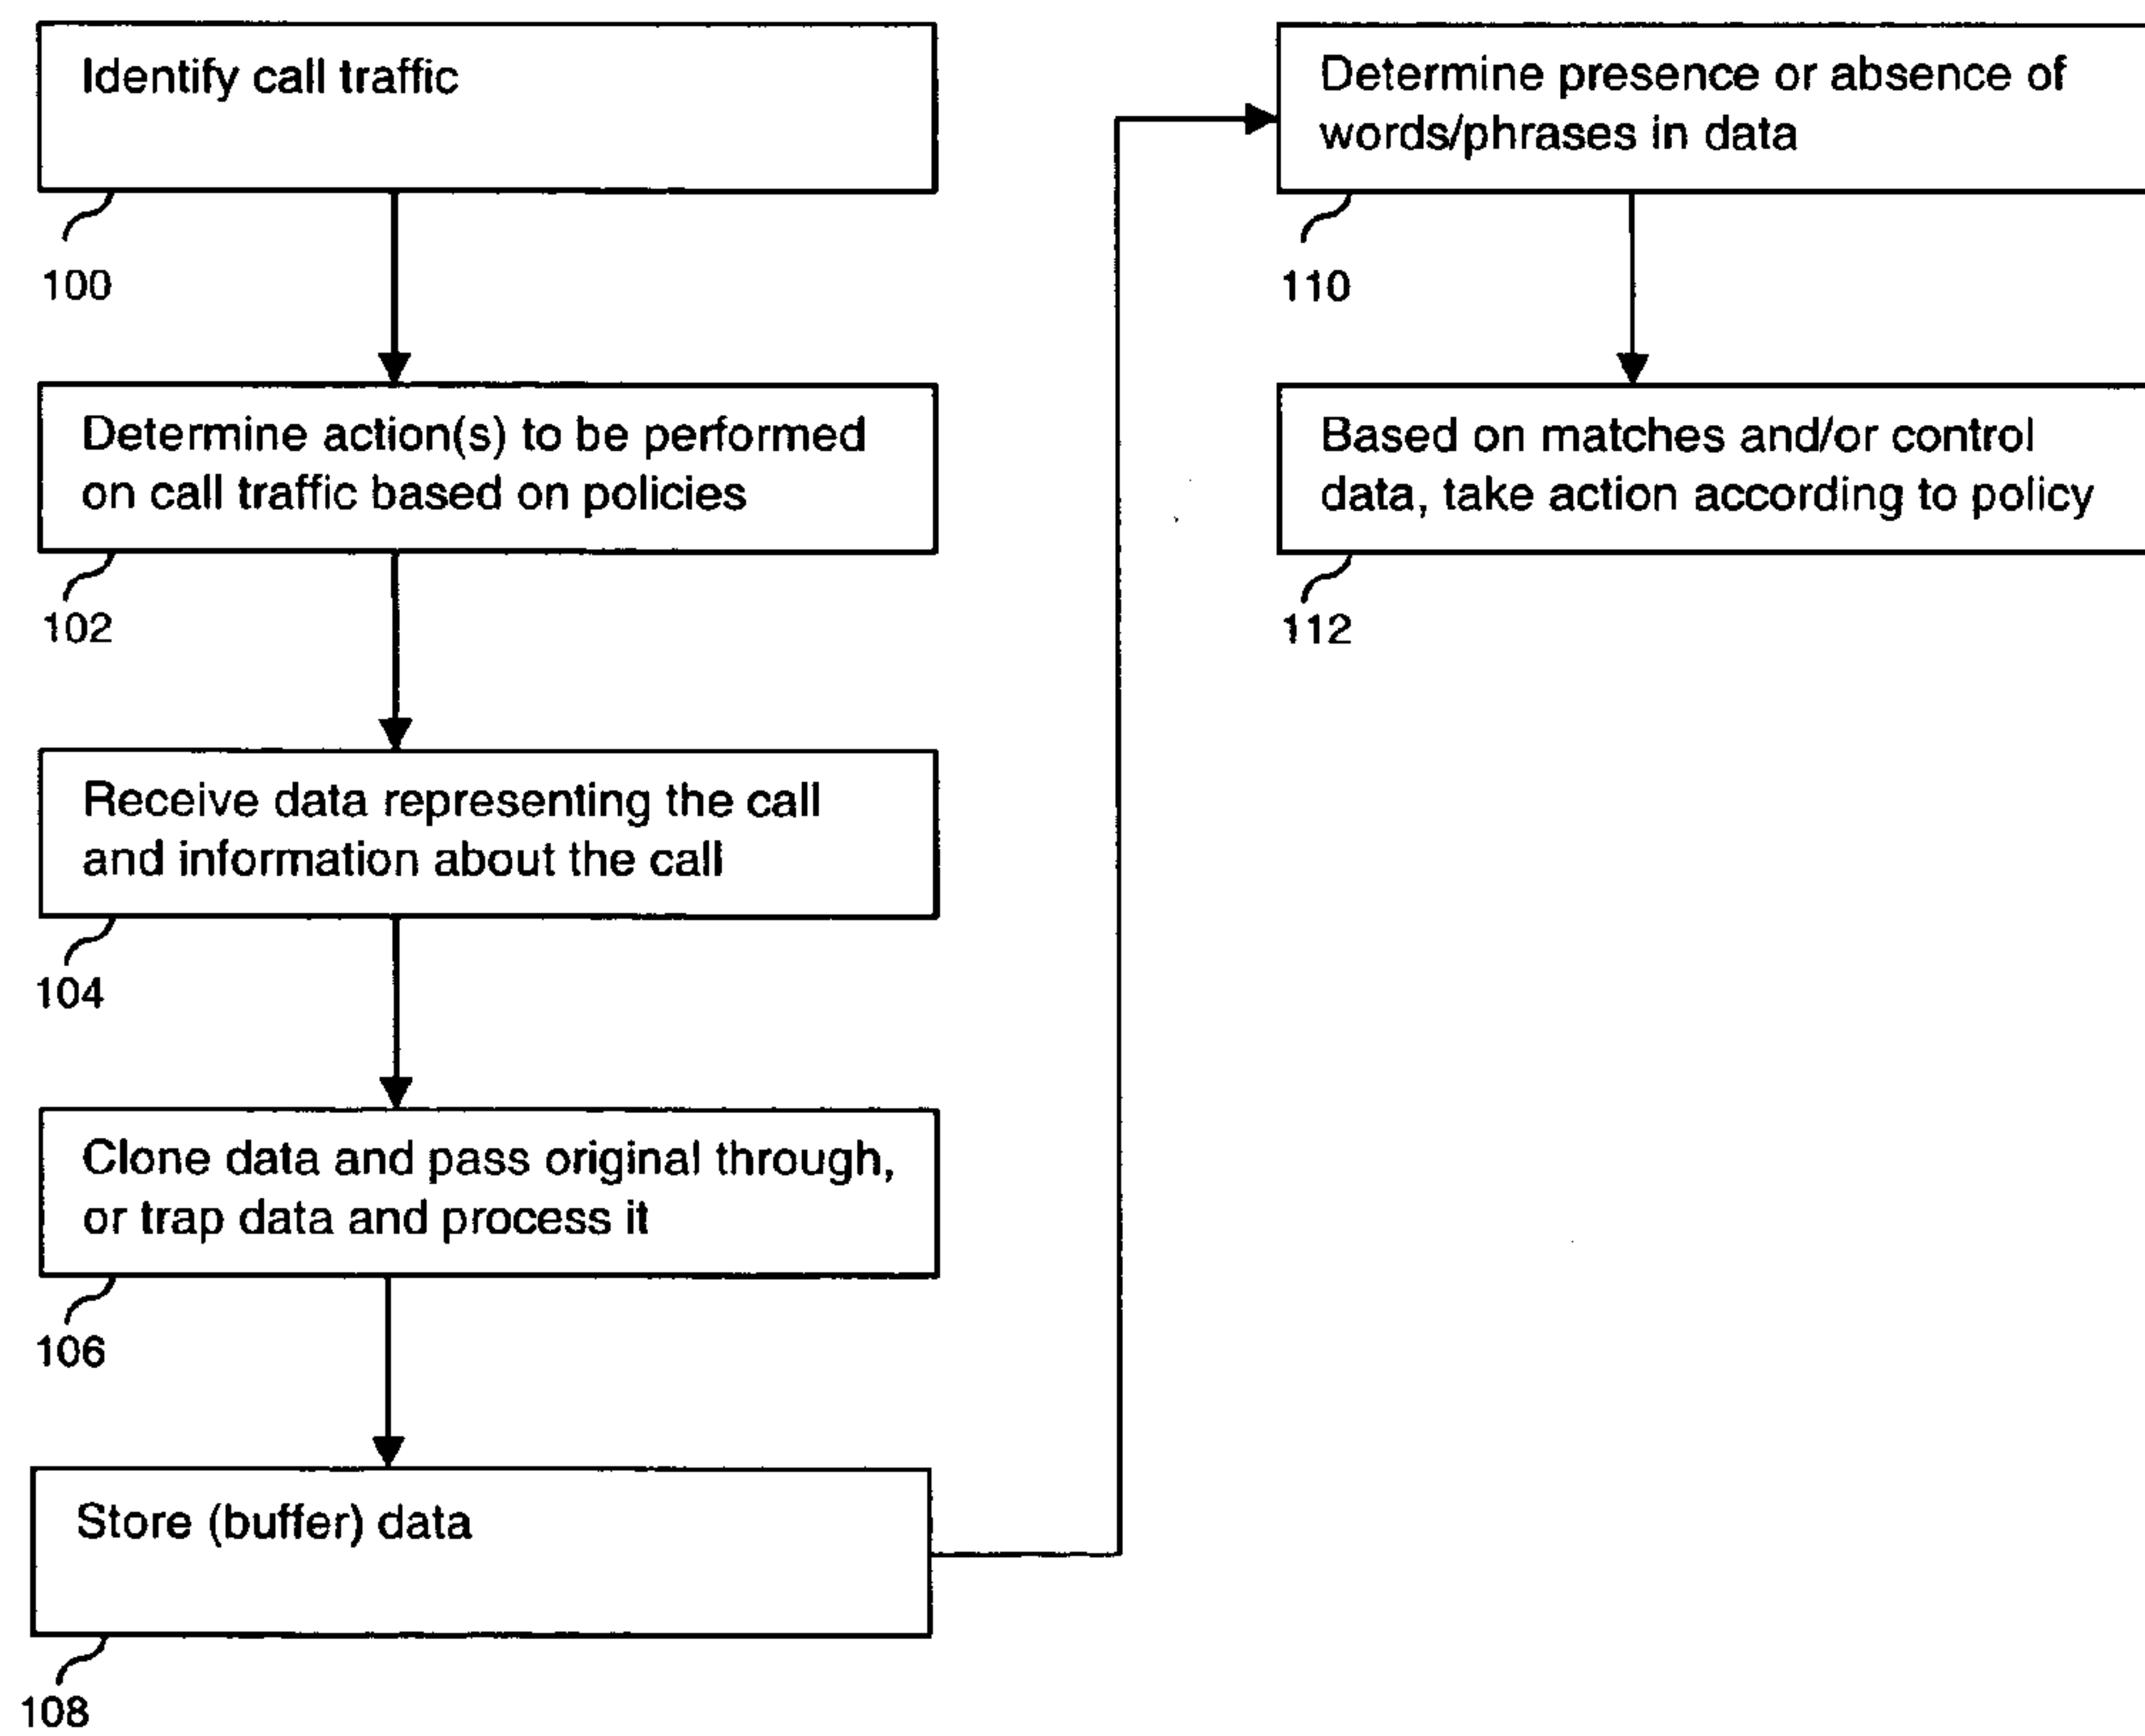 Identify call traffic
100
Determine action(s) to be performed
on call traffic based on policies
102
Receive data representing the call
and information about the call
104
Clone data and pass original through,
or trap data and process it
106
Store (buffer) data
108
Determine presence or absence of
words/phrases in data
110
Based on matches and/or control
data, take action according to policy
112